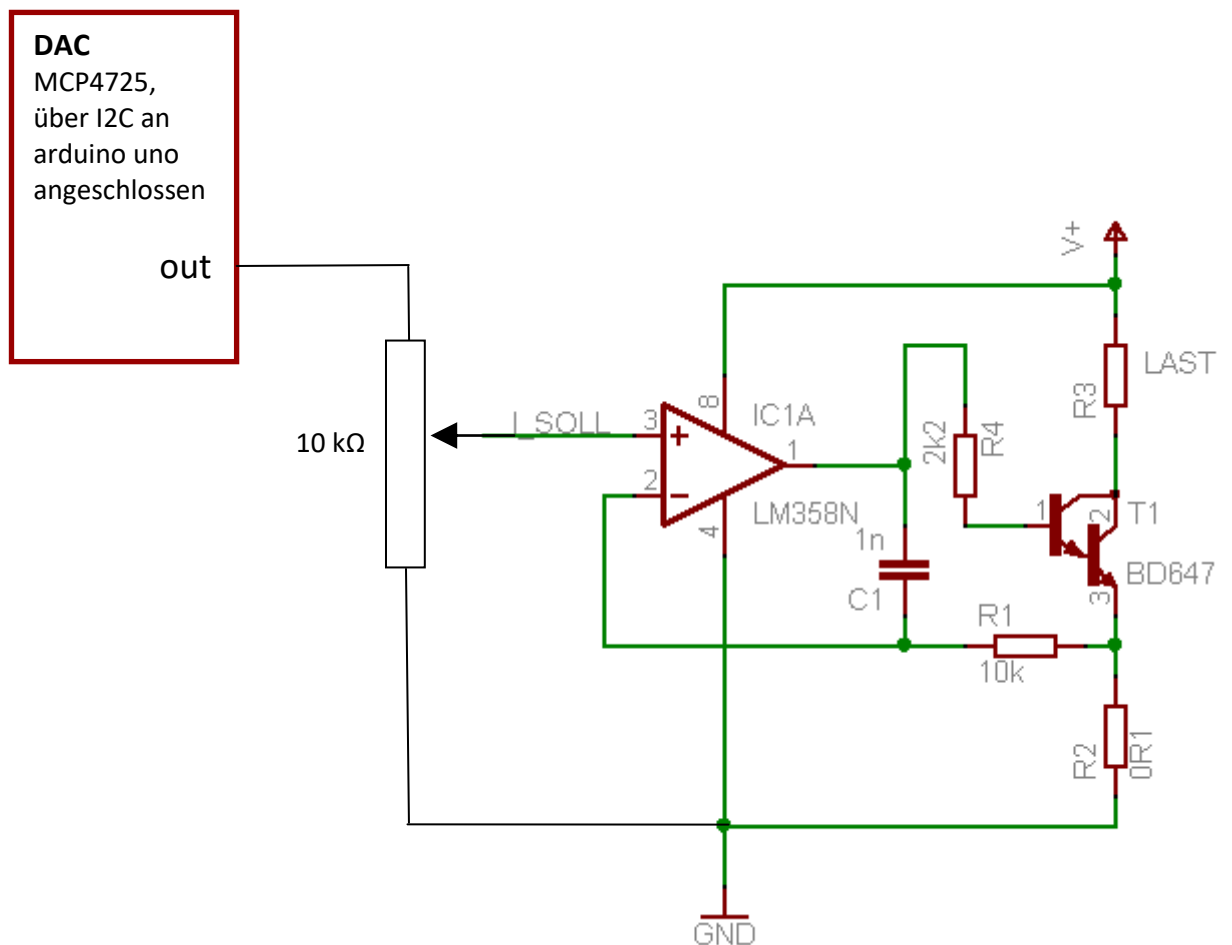 DAC
MCP4725,
über I2C an
arduino uno
angeschlossen
out
10 kΩ
I_SOLL
3
2
8
4
1
IC1A
LM358N
1n
C1
2k2
R4
V+
LAST
R3
1
2
3
T1
BD647
R1
10k
R2
0R1
GND